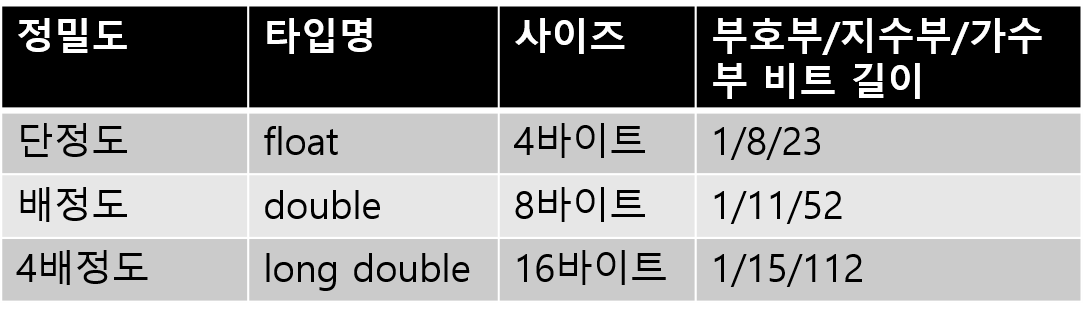 정밀도 타입명 사이즈 부호부/지수부/가수
부 비트 길이
단정도 float 4바이트 1/8/23
배정도 double 8바이트 1/11/52
4배정도 long double 16바이트 1/15/112